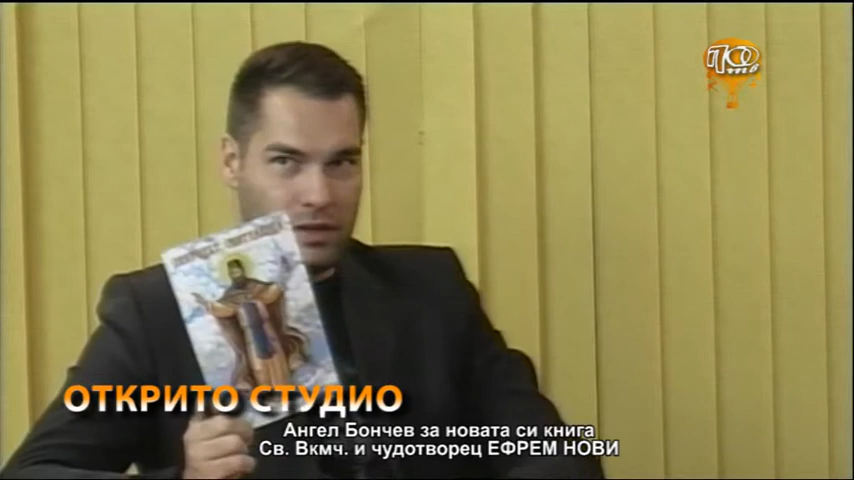 ОТКРИТО СТУДИО
Ангел Бончев за новата си книга
Св. Вкмч. и чудотворец ЕФРЕМ НОВИ